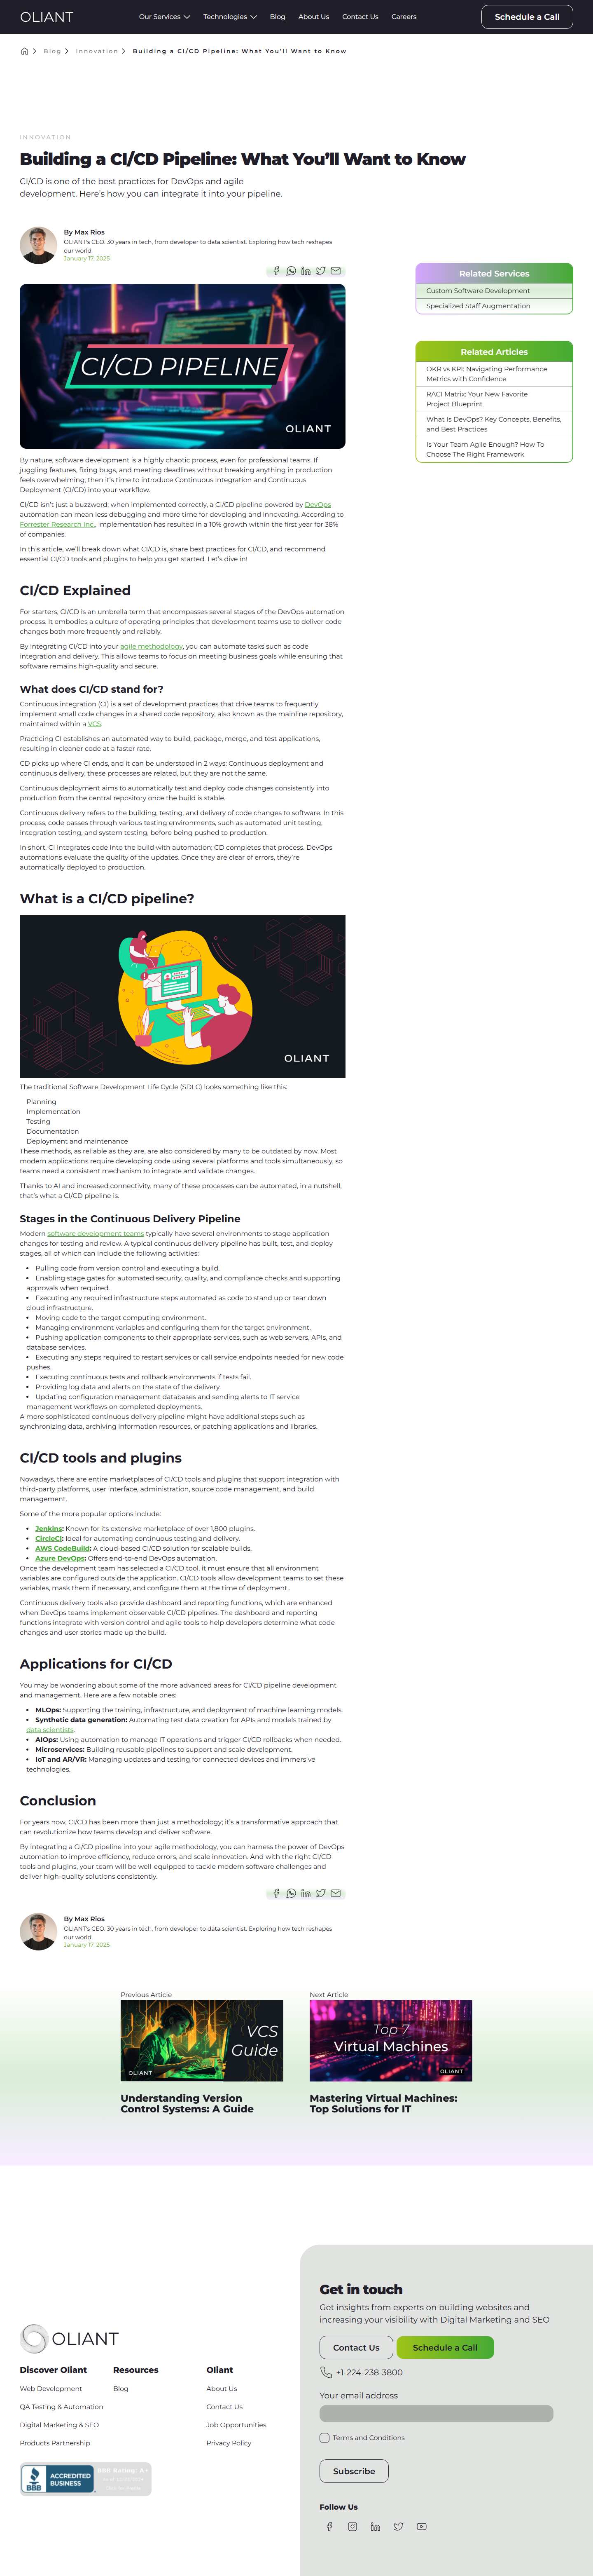 OLIANT
Our Services
Technologies
Blog
About Us
Contact Us
Careers
Schedule a Call
Blog
Innovation
Building a CI/CD Pipeline: What You'll Want to Know
INNOVATION
Building a CI/CD Pipeline: What You'll Want to Know
CI/CD is one of the best practices for DevOps and agile
development. Here's how you can integrate it into your pipeline.
By Max Rios
OLIANT's CEO. 30 years in tech, from developer to data scientist. Exploring how tech reshapes
our world.
January 17, 2025
Related Services
Custom Software Development
Specialized Staff Augmentation
Related Articles
OKR vs KPI: Navigating Performance
Metrics with Confidence
RACI Matrix: Your New Favorite
Project Blueprint
What Is DevOps? Key Concepts, Benefits,
and Best Practices
Is Your Team Agile Enough? How To
Choose The Right Framework
CI/CD PIPELINE
OLIANT
By nature, software development is a highly chaotic process, even for professional teams. If
juggling features, fixing bugs, and meeting deadlines without breaking anything in production
feels overwhelming, then it's time to introduce Continuous Integration and Continuous
Deployment (CI/CD) into your workflow.
CI/CD isn't just a buzzword; when implemented correctly, a CI/CD pipeline powered by DevOps
automation can mean less debugging and more time for developing and innovating. According to
Forrester Research Inc., implementation has resulted in a 10% growth within the first year for 38%
of companies.
In this article, we'll break down what CI/CD is, share best practices for CI/CD, and recommend
essential CI/CD tools and plugins to help you get started. Let's dive in!
CI/CD Explained
For starters, CI/CD is an umbrella term that encompasses several stages of the DevOps automation
process. It embodies a culture of operating principles that development teams use to deliver code
changes both more frequently and reliably.
By integrating CI/CD into your agile methodology, you can automate tasks such as code
integration and delivery. This allows teams to focus on meeting business goals while ensuring that
software remains high-quality and secure.
What does CI/CD stand for?
Continuous integration (CI) is a set of development practices that drive teams to frequently
implement small code changes in a shared code repository, also known as the mainline repository,
maintained within a VCS.
Practicing CI establishes an automated way to build, package, merge, and test applications,
resulting in cleaner code at a faster rate.
CD picks up where CI ends, and it can be understood in 2 ways: Continuous deployment and
continuous delivery, these processes are related, but they are not the same.
Continuous deployment aims to automatically test and deploy code changes consistently into
production from the central repository once the build is stable.
Continuous delivery refers to the building, testing, and delivery of code changes to software. In this
process, code passes through various testing environments, such as automated unit testing,
integration testing, and system testing, before being pushed to production.
In short, CI integrates code into the build with automation; CD completes that process. DevOps
automations evaluate the quality of the updates. Once they are clear of errors, they're
automatically deployed to production.
What is a CI/CD pipeline?
OLIANT
The traditional Software Development Life Cycle (SDLC) looks something like this:
Planning
Implementation
Testing
Documentation
Deployment and maintenance
These methods, as reliable as they are, are also considered by many to be outdated by now. Most
modern applications require developing code using several platforms and tools simultaneously, so
teams need a consistent mechanism to integrate and validate changes.
Thanks to AI and increased connectivity, many of these processes can be automated, in a nutshell,
that's what a CI/CD pipeline is.
Stages in the Continuous Delivery Pipeline
Modern software development teams typically have several environments to stage application
changes for testing and review. A typical continuous delivery pipeline has built, test, and deploy
stages, all of which can include the following activities:
• Pulling code from version control and executing a build.
• Enabling stage gates for automated security, quality, and compliance checks and supporting
approvals when required.
• Executing any required infrastructure steps automated as code to stand up or tear down
cloud infrastructure.
• Moving code to the target computing environment.
• Managing environment variables and configuring them for the target environment.
• Pushing application components to their appropriate services, such as web servers, APIs, and
database services.
• Executing any steps required to restart services or call service endpoints needed for new code
pushes.
• Executing continuous tests and rollback environments if tests fail.
• Providing log data and alerts on the state of the delivery.
• Updating configuration management databases and sending alerts to IT service
management workflows on completed deployments.
A more sophisticated continuous delivery pipeline might have additional steps such as
synchronizing data, archiving information resources, or patching applications and libraries.
CI/CD tools and plugins
Nowadays, there are entire marketplaces of CI/CD tools and plugins that support integration with
third-party platforms, user interface, administration, source code management, and build
management.
Some of the more popular options include:
• Jenkins: Known for its extensive marketplace of over 1,800 plugins.
• CircleCI: Ideal for automating continuous testing and delivery.
• AWS CodeBuild: A cloud-based CI/CD solution for scalable builds.
• Azure DevOps: Offers end-to-end DevOps automation.
Once the development team has selected a CI/CD tool, it must ensure that all environment
variables are configured outside the application. CI/CD tools allow development teams to set these
variables, mask them if necessary, and configure them at the time of deployment..
Continuous delivery tools also provide dashboard and reporting functions, which are enhanced
when DevOps teams implement observable CI/CD pipelines. The dashboard and reporting
functions integrate with version control and agile tools to help developers determine what code
changes and user stories made up the build.
Applications for CI/CD
You may be wondering about some of the more advanced areas for CI/CD pipeline development
and management. Here are a few notable ones:
• MLOps: Supporting the training, infrastructure, and deployment of machine learning models.
• Synthetic data generation: Automating test data creation for APIs and models trained by
data scientists.
• AIOps: Using automation to manage IT operations and trigger CI/CD rollbacks when needed.
• Microservices: Building reusable pipelines to support and scale development.
• IoT and AR/VR: Managing updates and testing for connected devices and immersive
technologies.
Conclusion
For years now, CI/CD has been more than just a methodology; it's a transformative approach that
can revolutionize how teams develop and deliver software.
By integrating a CI/CD pipeline into your agile methodology, you can harness the power of DevOps
automation to improve efficiency, reduce errors, and scale innovation. And with the right CI/CD
tools and plugins, your team will be well-equipped to tackle modern software challenges and
deliver high-quality solutions consistently.
By Max Rios
OLIANT's CEO. 30 years in tech, from developer to data scientist. Exploring how tech reshapes
our world.
January 17, 2025
Previous Article
VCS
Guide
OLIANT
Understanding Version
Control Systems: A Guide
Next Article
Top 7
Virtual Machines
OLIANT
Mastering Virtual Machines:
Top Solutions for IT
OLIANT
Discover Oliant
Web Development
QA Testing & Automation
Digital Marketing & SEO
Products Partnership
Resources
Blog
Oliant
About Us
Contact Us
Job Opportunities
Privacy Policy
BBB
ACCREDITED
BUSINESS
BBB Rating: A+
Get in touch
Get insights from experts on building websites and
increasing your visibility with Digital Marketing and SEO
Contact Us
Schedule a Call
+1-224-238-3800
Your email address
Terms and Conditions
Subscribe
Follow Us